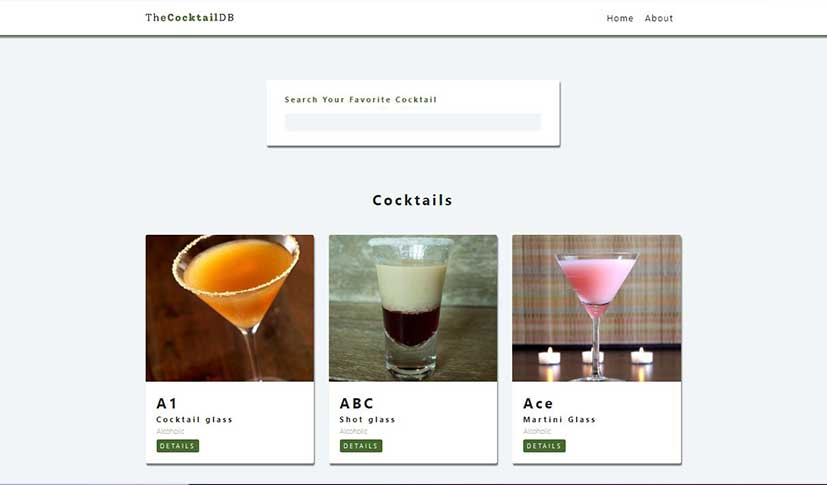 TheCocktailDB
Home About
Search Your Favorite Cocktail
Cocktails
A1
Cocktail glass
Alcoholic
DETAILS
ABC
Shot glass
Alcoholic
DETAILS
Ace
Martini Glass
Alcoholic
DETAILS